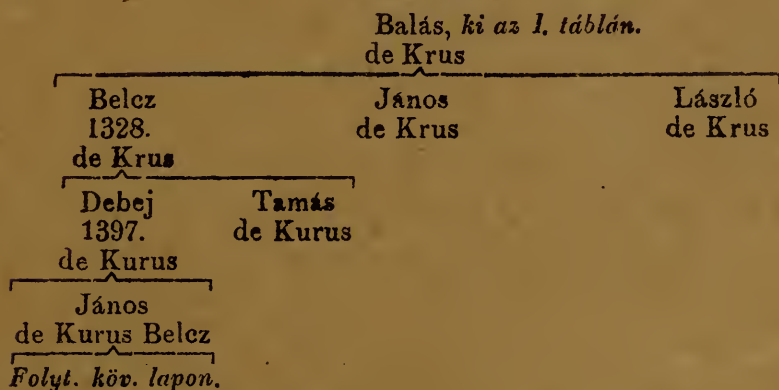 Balás, ki az I. táblán.
de Krus
Belcz János László
1328. de Krus de Krus
de Krus
Debej Tamás
1397. de Kurus
de Kurus
János
de Kurus Belcz
Folyt. köv. lapon.